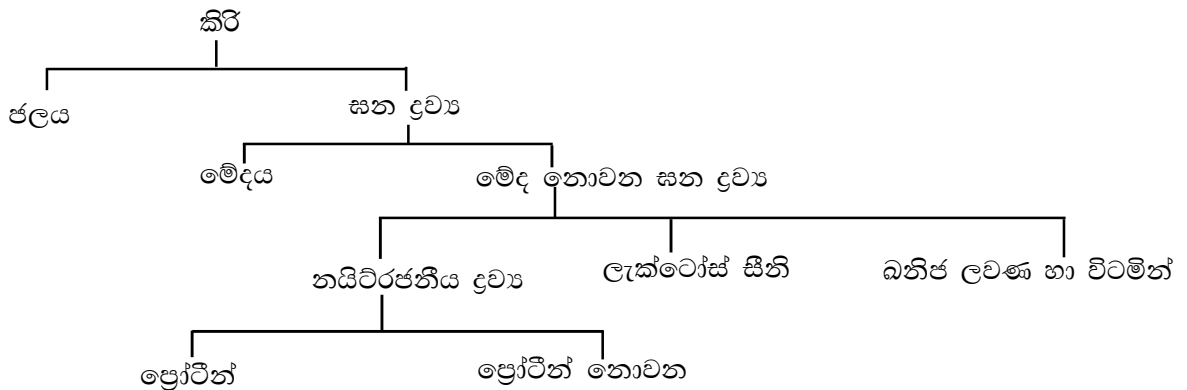 කිරි
ජලය
ඝන ද්‍රව්‍ය
මේදය
මේද නොවන ඝන ද්‍රව්‍ය
නයිට්රජනීය ද්‍රව්‍ය
ලැක්ටෝස් සීනි
ඛනිජ ලවණ හා විටමින්
ප්‍රෝටීන්
ප්‍රෝටීන් නොවන